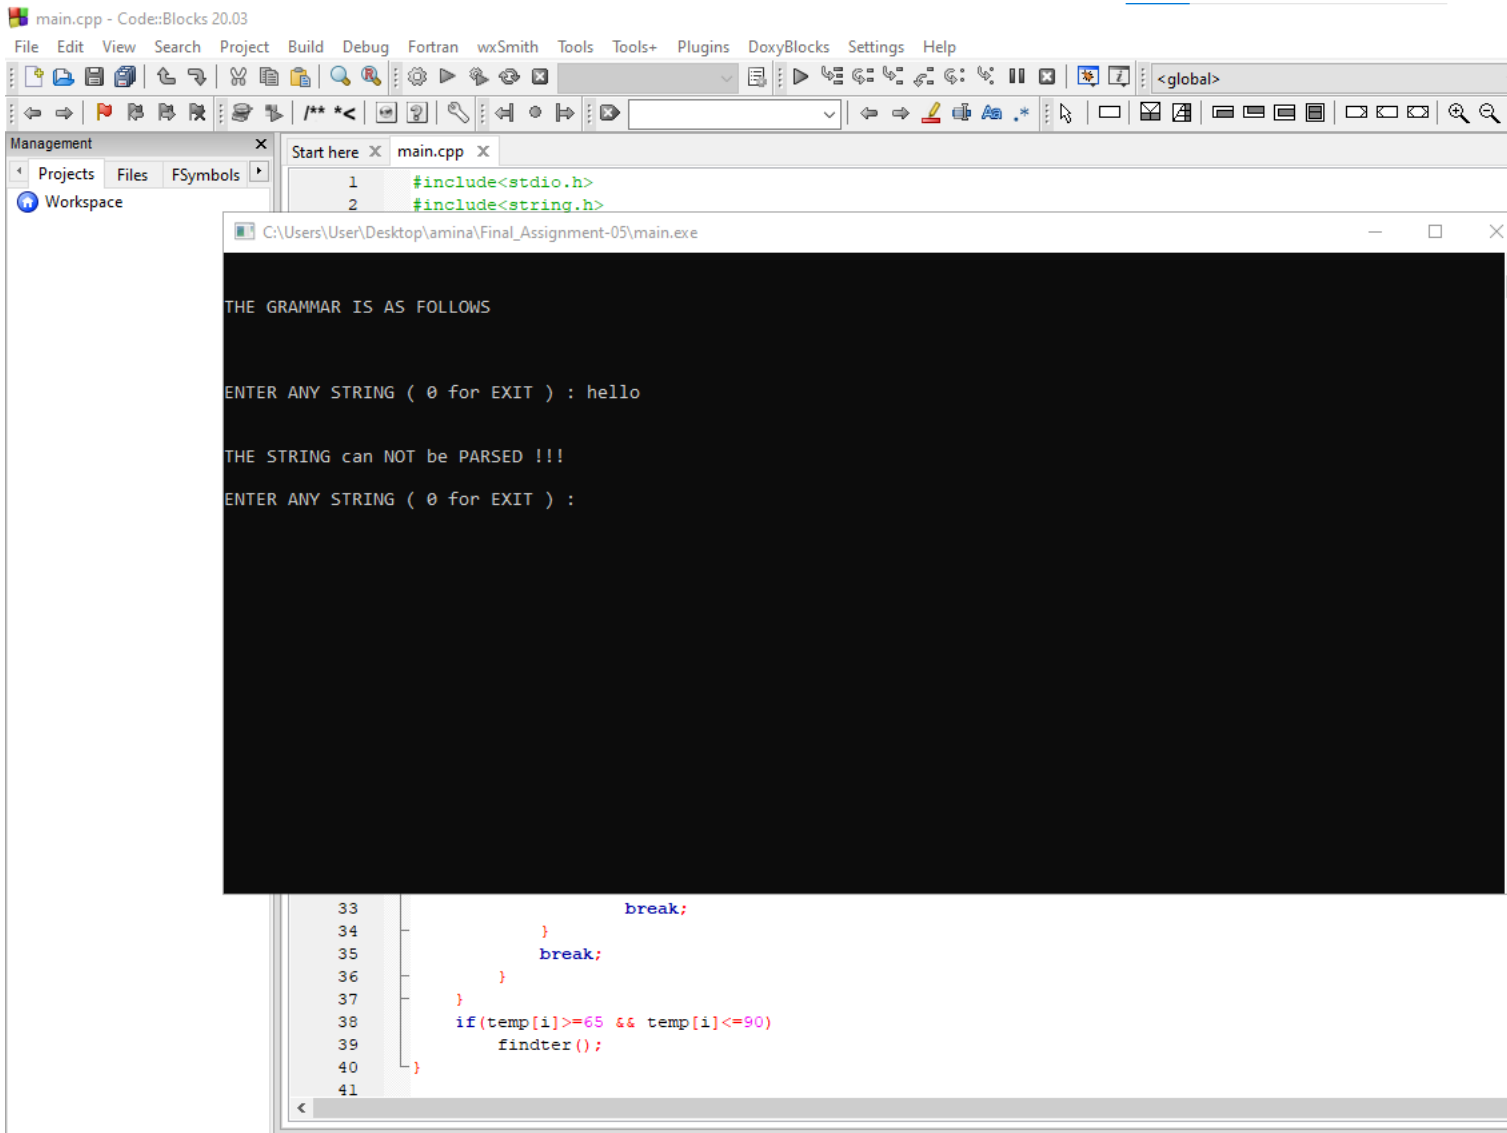 main.cpp - Code::Blocks 20.03
File Edit View Search Project Build Debug Fortran wxSmith Tools Tools+ Plugins DoxyBlocks Settings Help
<global>
/** *<
Management
Start here main.cpp
Projects Files FSymbols
Workspace
1 #include<stdio.h>
2 #include<string.h>
C:\Users\User\Desktop\amina\Final_Assignment-05\main.exe
THE GRAMMAR IS AS FOLLOWS
ENTER ANY STRING ( 0 for EXIT ) : hello
THE STRING can NOT be PARSED !!!
ENTER ANY STRING ( 0 for EXIT ) :
33 break;
34 }
35 break;
36 }
37 }
38 if(temp[i]>=65 && temp[i]<=90)
39 findter();
40 }
41